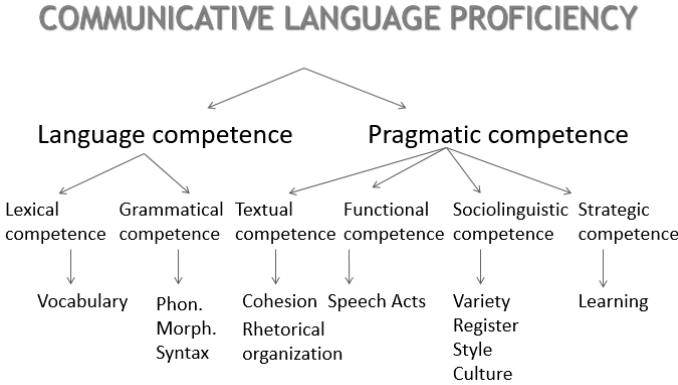 COMMUNICATIVE LANGUAGE PROFICIENCY
Language competence
Pragmatic competence
Lexical
competence
Grammatical
competence
Textual
competence
Functional
competence
Sociolinguistic
competence
Strategic
competence
Vocabulary
Phon.
Morph.
Syntax
Cohesion
Rhetorical
organization
Speech Acts
Variety
Register
Style
Culture
Learning